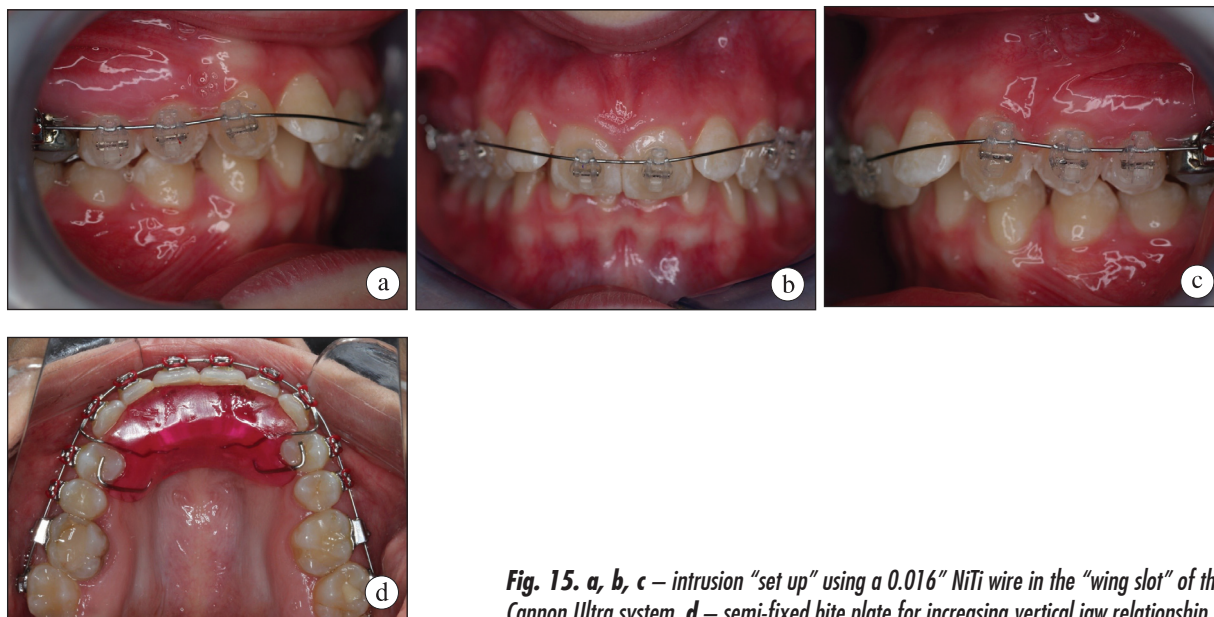 a
b
c
d
Fig. 15. a, b, c – intrusion “set up” using a 0.016” NiTi wire in the “wing slot” of
Cannon Ultra system. d – semi-fixed bite plate for increasing vertical jaw relationship